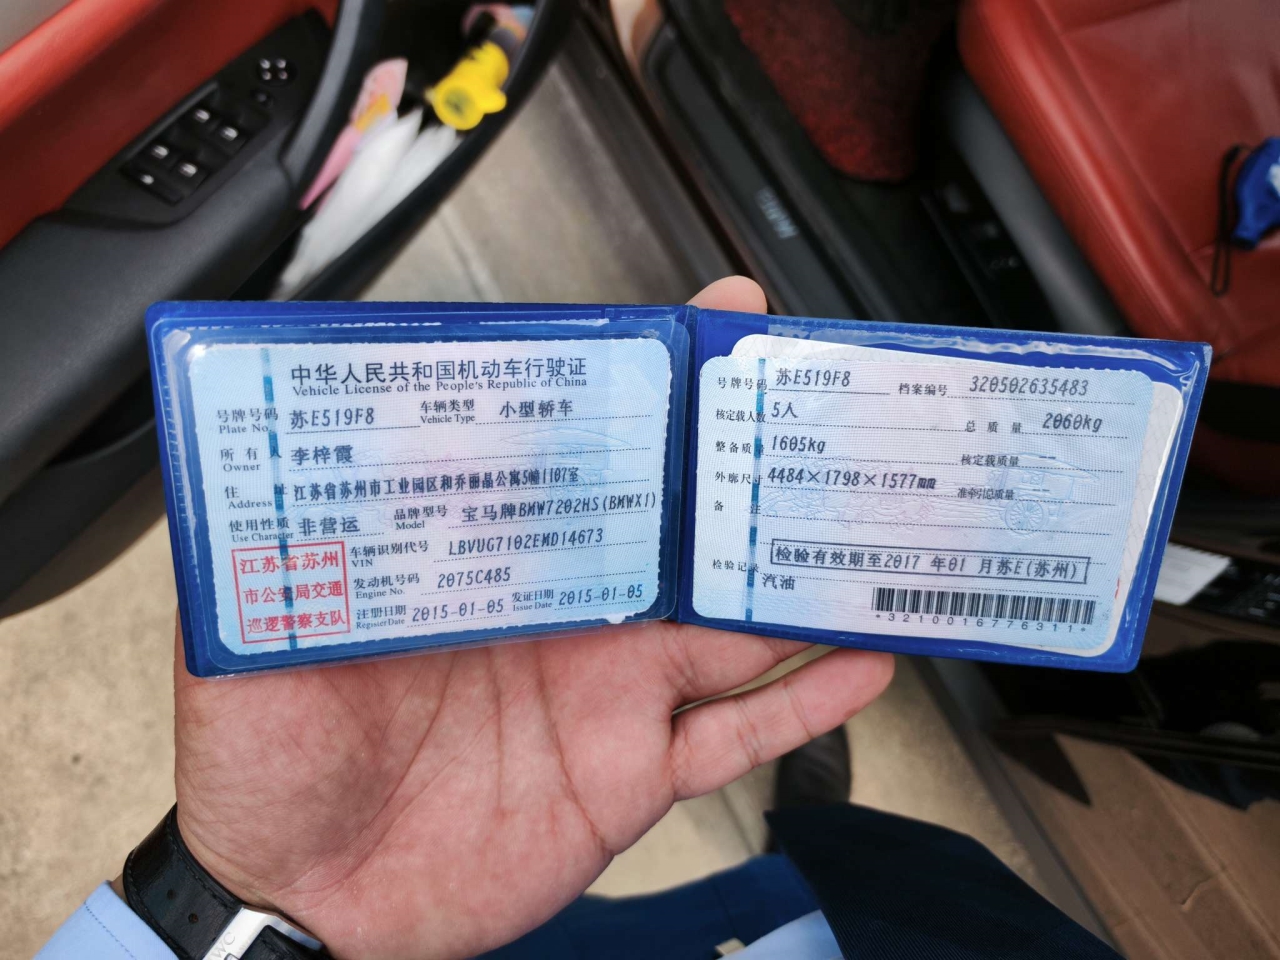 中华人民共和国机动车行驶证
Vehicle License of the People's Republic of China
号牌号码 苏E519F8 车辆类型 小型轿车
Plate No. Vehicle Type
所有人 李梓霞
Owner
住址 江苏省苏州市工业园区和乔丽晶公寓5幢1107室
Address
使用性质 非营运 品牌型号 宝马牌BMW7202HS(BMWX1)
Use Character Model
江苏省苏州
市公安局交通
巡逻警察支队
车辆识别代号 LBVUG7102EMD14673
VIN
发动机号码 2075C485
Engine No.
注册日期 2015-01-05 发证日期 2015-01-05
Register Date Issue Date
号牌号码 苏E519F8 档案编号 320502635483
核定载人数 5人 总质量 2060kg
整备质量 1605kg 核定载质量 --
外廓尺寸 4484×1798×1577mm 准牵引总质量 --
备注
检验有效期至2017 年01 月苏E(苏州)
检验记录
汽油
*3210016776311*